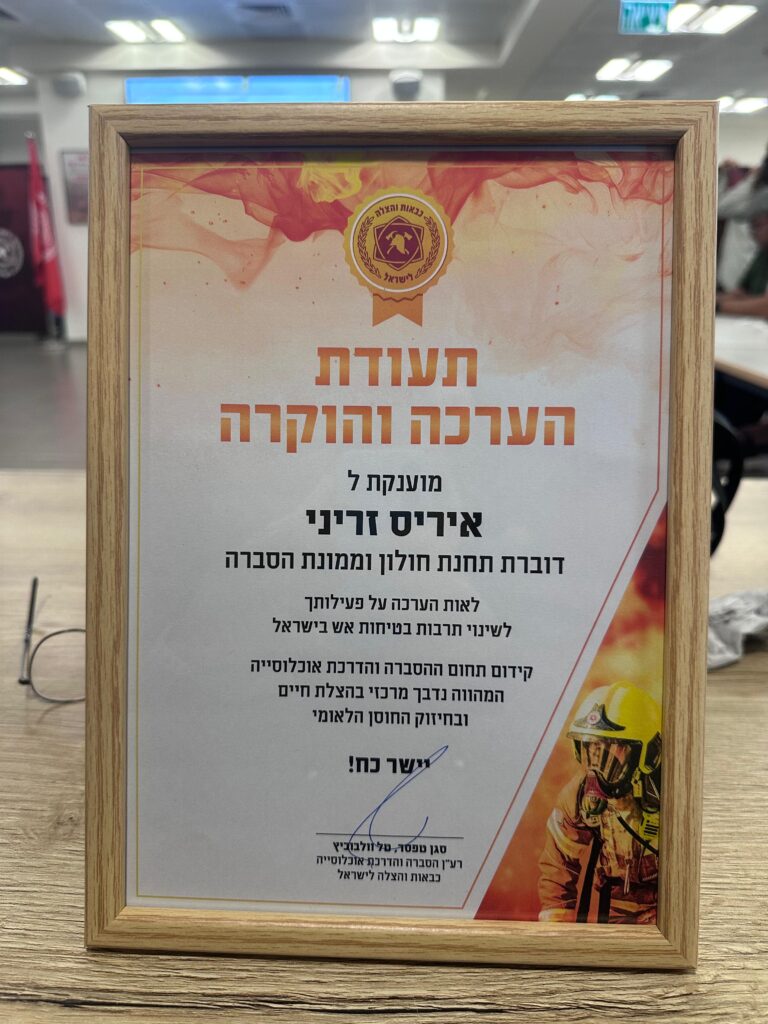 כבאות והצלה
לישראל
תעודת
הערכה והוקרה
מוענקת ל
איריס זריני
דוברת תחנת חולון וממונת הסברה
לאות הערכה על פעילותך
לשינוי תרבות בטיחות אש בישראל
קידום תחום ההסברה והדרכת אוכלוסייה
המהווה נדבך מרכזי בהצלת חיים
ובחיזוק החוסן הלאומי
יישר כח!
סגן טפסר, טל וולבוביץ
רע"ן הסברה והדרכת אוכלוסייה
כבאות והצלה לישראל